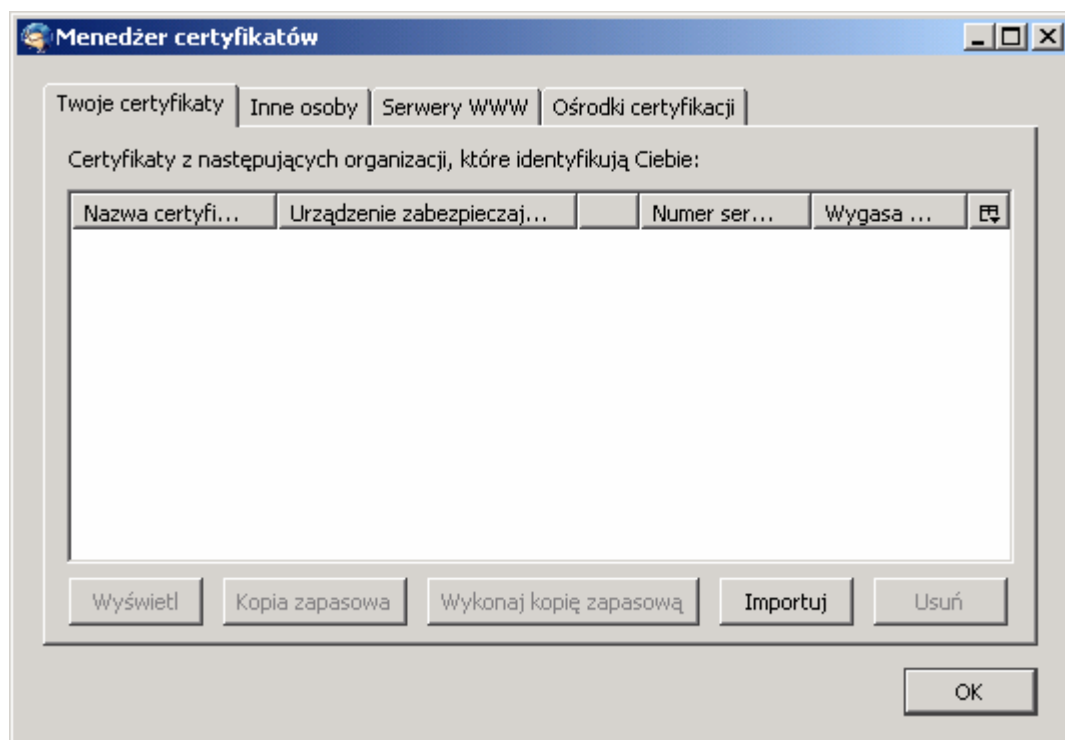 Menedżer certyfikatów
Twoje certyfikaty Inne osoby Serwery WWW Ośrodki certyfikacji
Certyfikaty z następujących organizacji, które identyfikują Ciebie:
Nazwa certyfi... Urządzenie zabezpieczaj... Numer ser... Wygasa ...
Wyświetl Kopia zapasowa Wykonaj kopię zapasową Importuj Usuń
OK